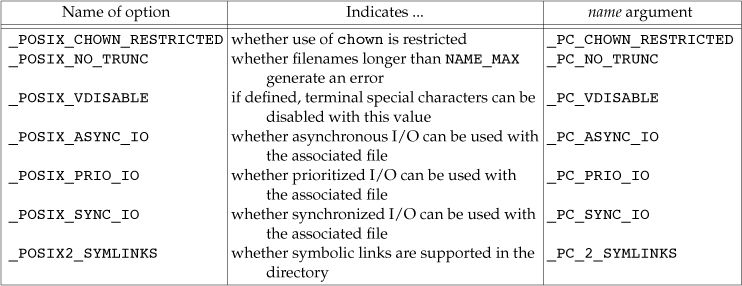 Name of option Indicates ... name argument
_POSIX_CHOWN_RESTRICTED whether use of chown is restricted _PC_CHOWN_RESTRICTED
_POSIX_NO_TRUNC whether filenames longer than NAME_MAX _PC_NO_TRUNC
generate an error
_POSIX_VDISABLE if defined, terminal special characters can be _PC_VDISABLE
disabled with this value
_POSIX_ASYNC_IO whether asynchronous I/O can be used with _PC_ASYNC_IO
the associated file
_POSIX_PRIO_IO whether prioritized I/O can be used with _PC_PRIO_IO
the associated file
_POSIX_SYNC_IO whether synchronized I/O can be used with _PC_SYNC_IO
the associated file
_POSIX2_SYMLINKS whether symbolic links are supported in the _PC_2_SYMLINKS
directory